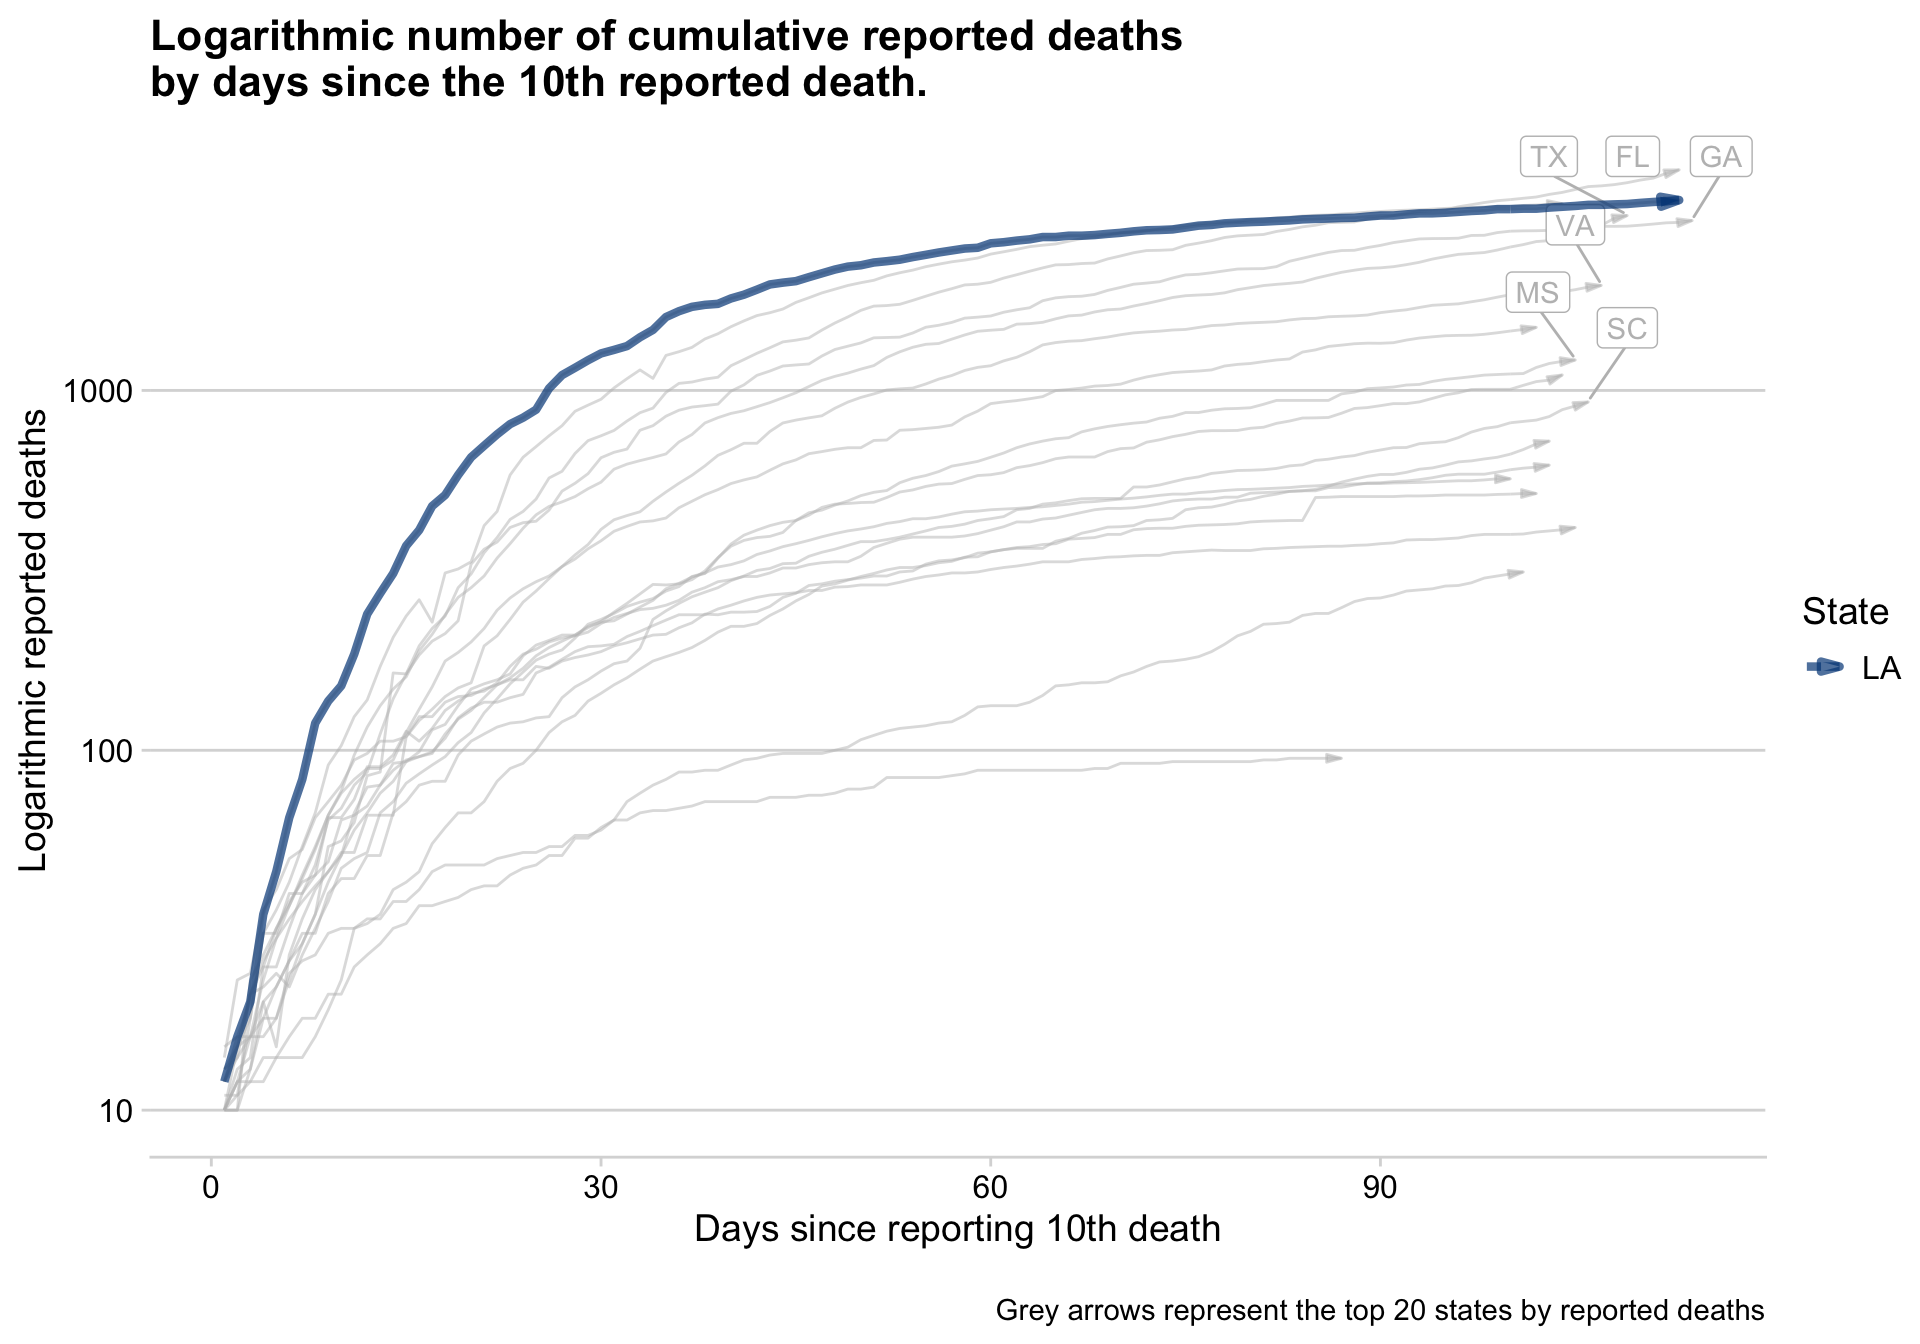 Logarithmic number of cumulative reported deaths
by days since the 10th reported death.
TX
FL
GA
VA
MS
SC
1000
100
10
Logarithmic reported deaths
0
30
60
90
Days since reporting 10th death
State
LA
Grey arrows represent the top 20 states by reported deaths